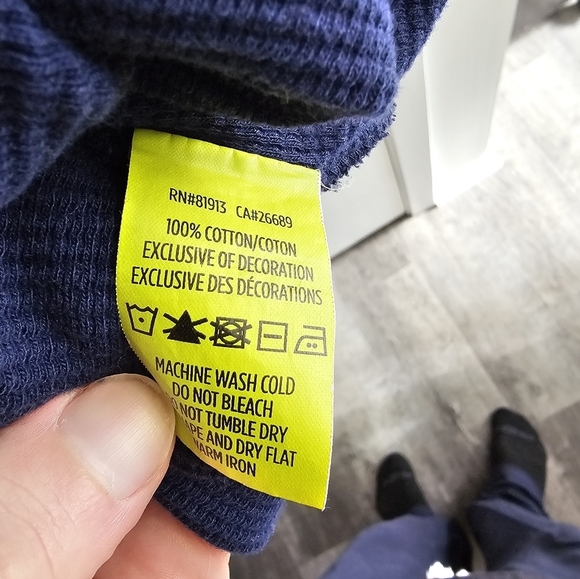 RN#81913 CA#26689
100% COTTON/COTON
EXCLUSIVE OF DECORATION
EXCLUSIVE DES DÉCORATIONS
MACHINE WASH COLD
DO NOT BLEACH
NOT TUMBLE DRY
AND DRY FLAT
WARM IRON